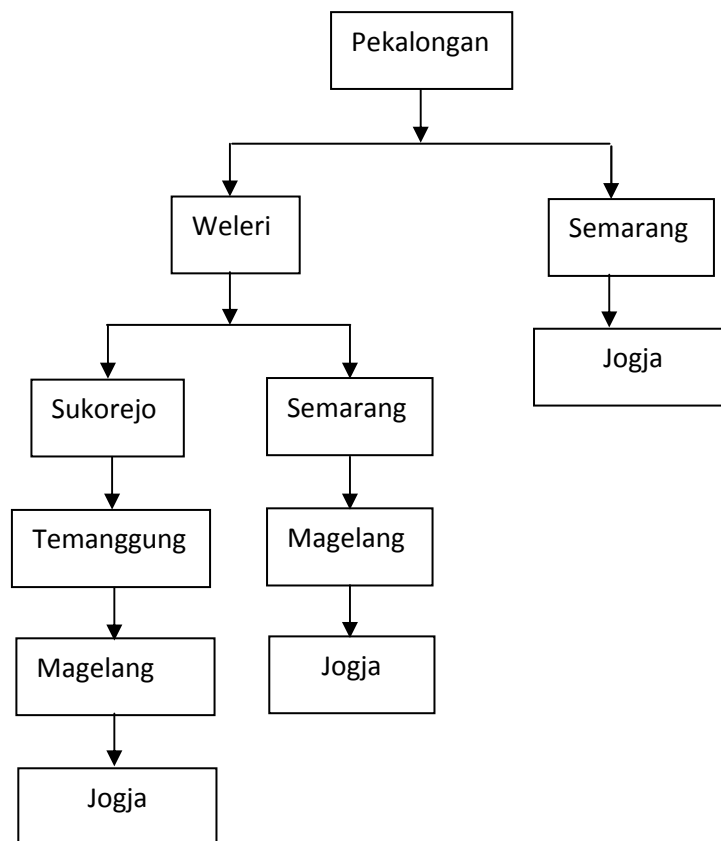 Pekalongan
Weleri
Semarang
Jogja
Sukorejo
Semarang
Temanggung
Magelang
Magelang
Jogja
Jogja